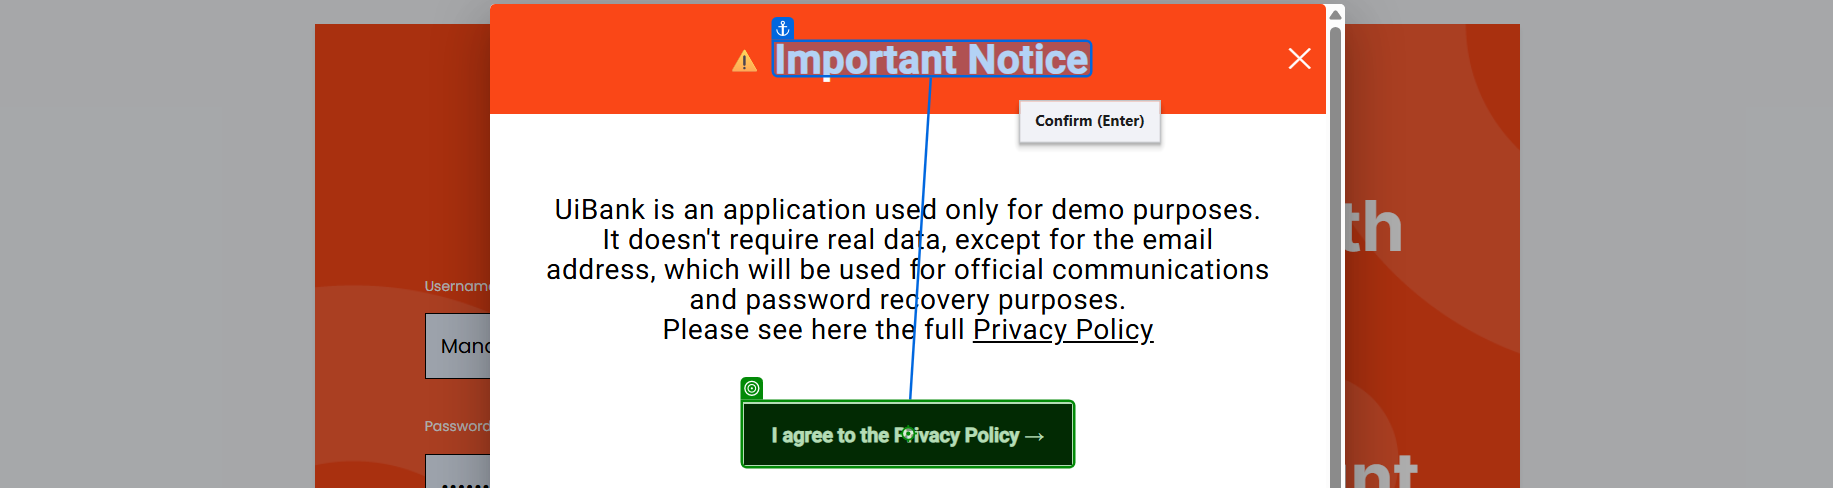 Important Notice
Confirm (Enter)
UiBank is an application used only for demo purposes.
It doesn't require real data, except for the email
address, which will be used for official communications
and password recovery purposes.
Please see here the full Privacy Policy
th
Usernam
Mano
I agree to the Privacy Policy →
Password
nt